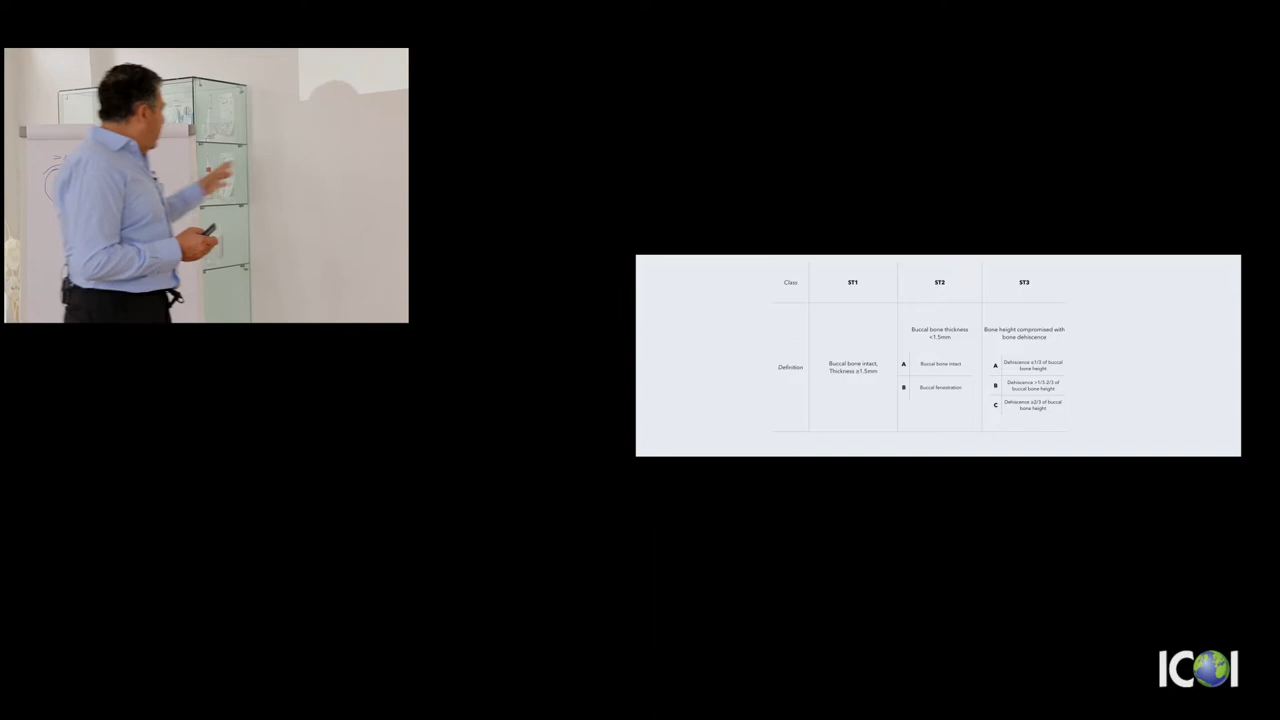 Class
ST1
ST2
ST3
Definition
Buccal bone intact,
Thickness ≥1.5mm
Buccal bone thickness
<1.5mm
A Buccal bone intact
B Buccal fenestration
Bone height compromised with
bone dehiscence
A Dehiscence ≤1/3 of buccal
bone height
B Dehiscence >1/3 2/3 of
buccal bone height
C Dehiscence ≥2/3 of buccal
bone height
ICOI